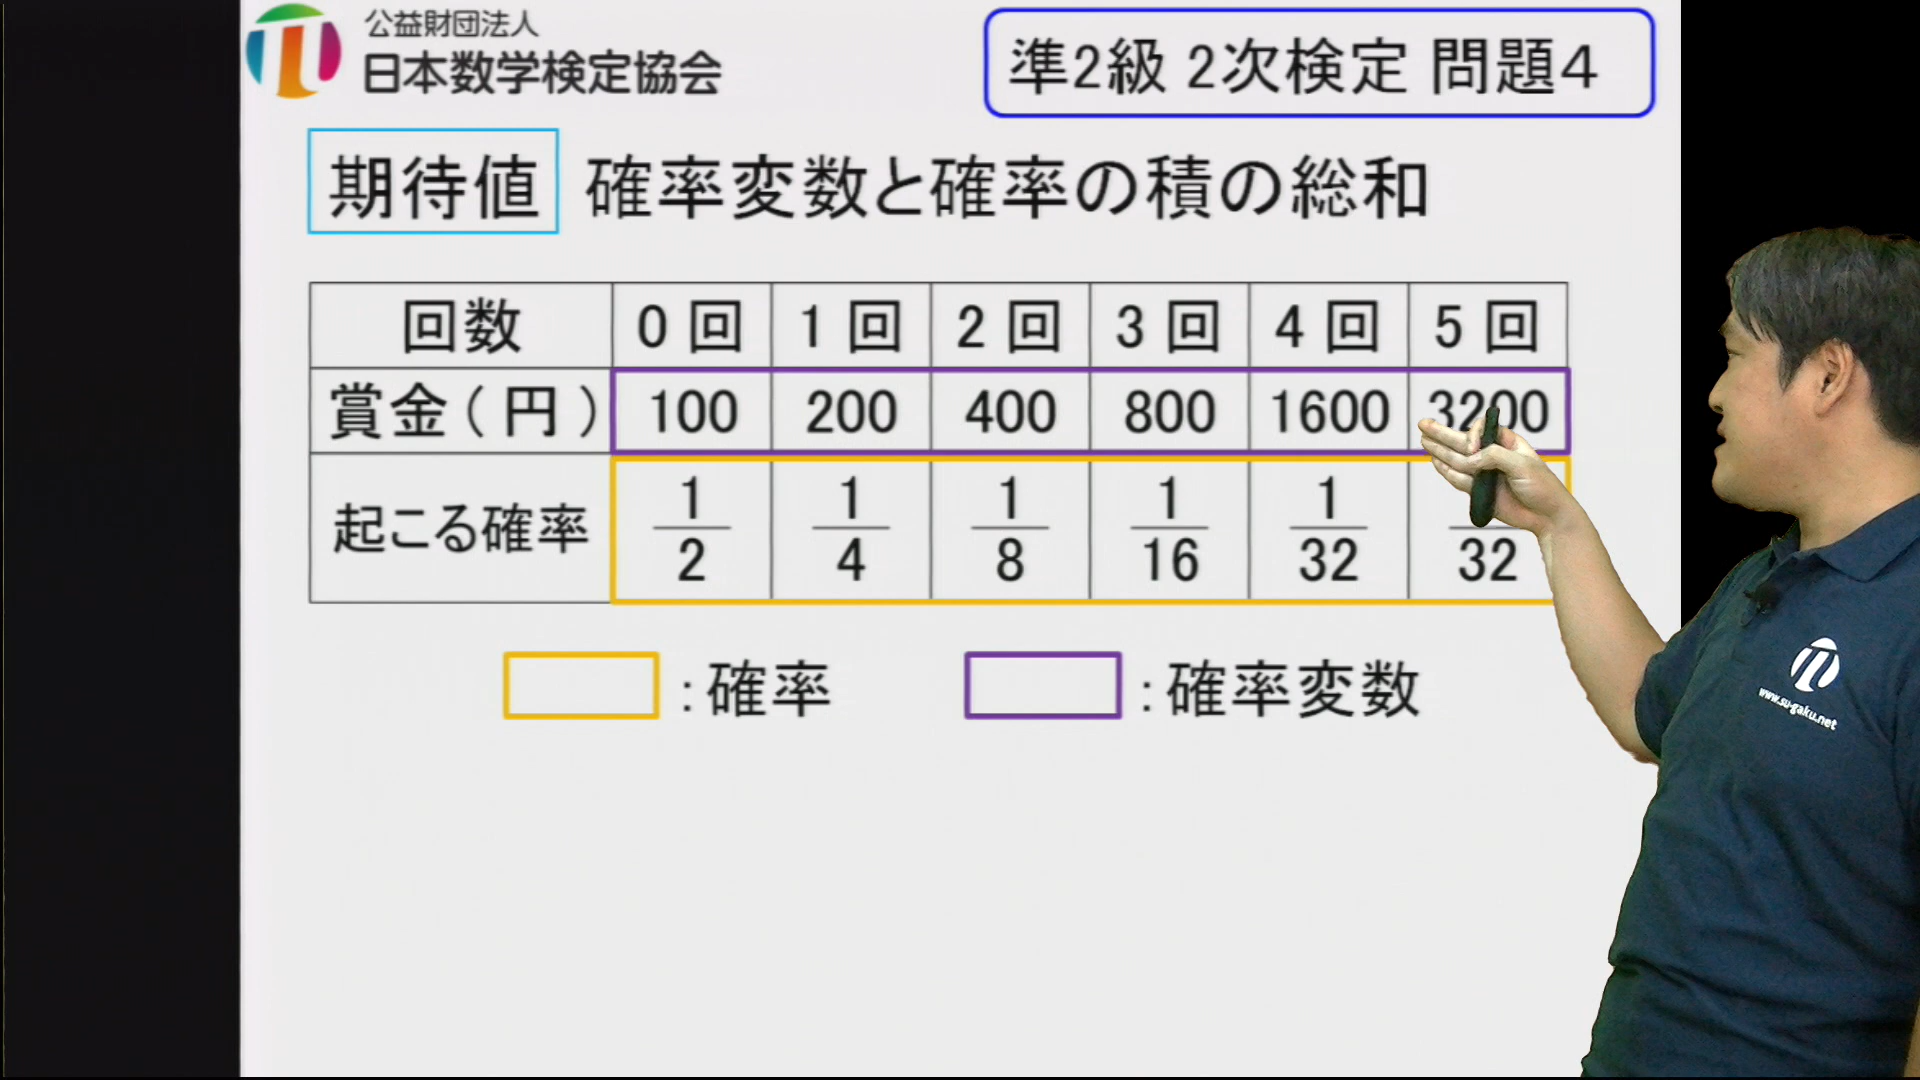 公益財団法人
日本数学検定協会
準2級 2次検定 問題4
期待値 確率変数と確率の積の総和
回数 0回 1回 2回 3回 4回 5回
賞金(円) 100 200 400 800 1600 3200
起こる確率 1/2 1/4 1/8 1/16 1/32 /32
:確率 :確率変数
www.su-gaku.net